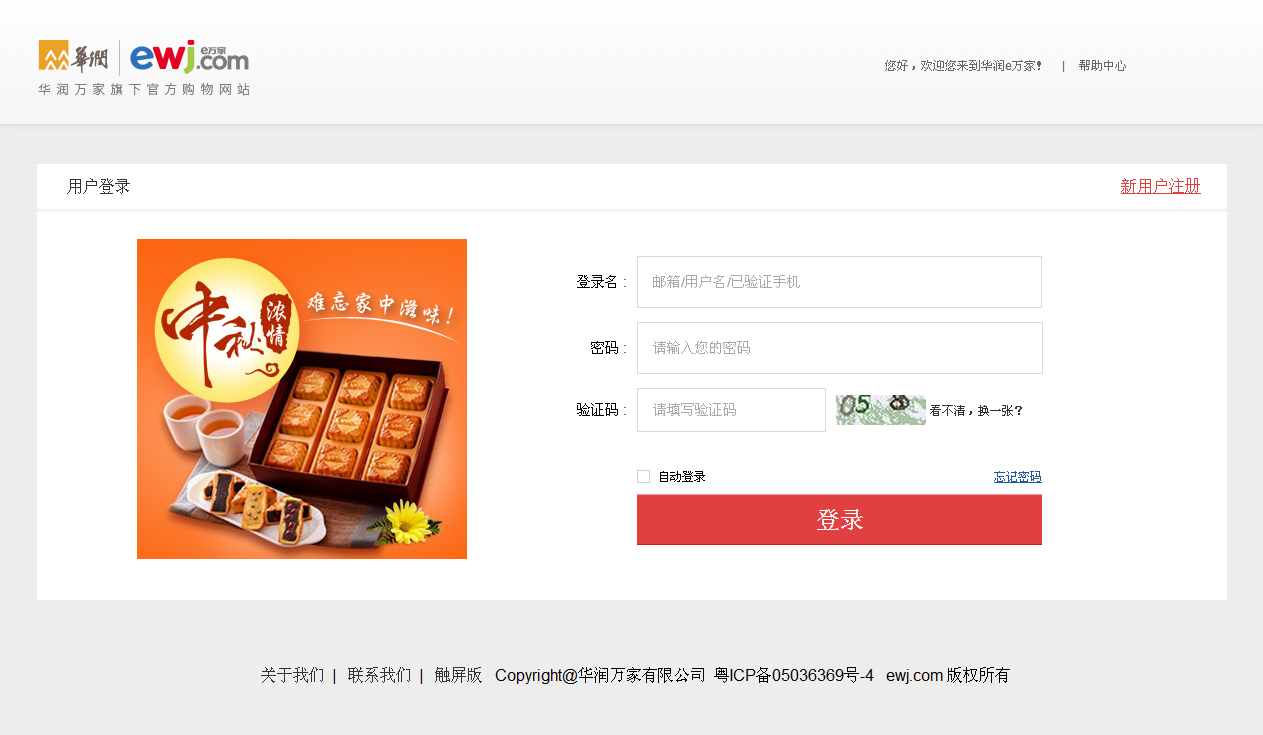 華潤 ewj.com e万家
华润万家旗下官方购物网站
您好，欢迎您来到华润e万家！ | 帮助中心
用户登录
新用户注册
中秋
浓情
难忘家中滋味！
登录名： 邮箱/用户名/已验证手机
密码： 请输入您的密码
验证码： 请填写验证码 05 8 看不清，换一张？
自动登录 忘记密码
登录
关于我们 | 联系我们 | 触屏版 Copyright@华润万家有限公司 粤ICP备05036369号-4 ewj.com 版权所有